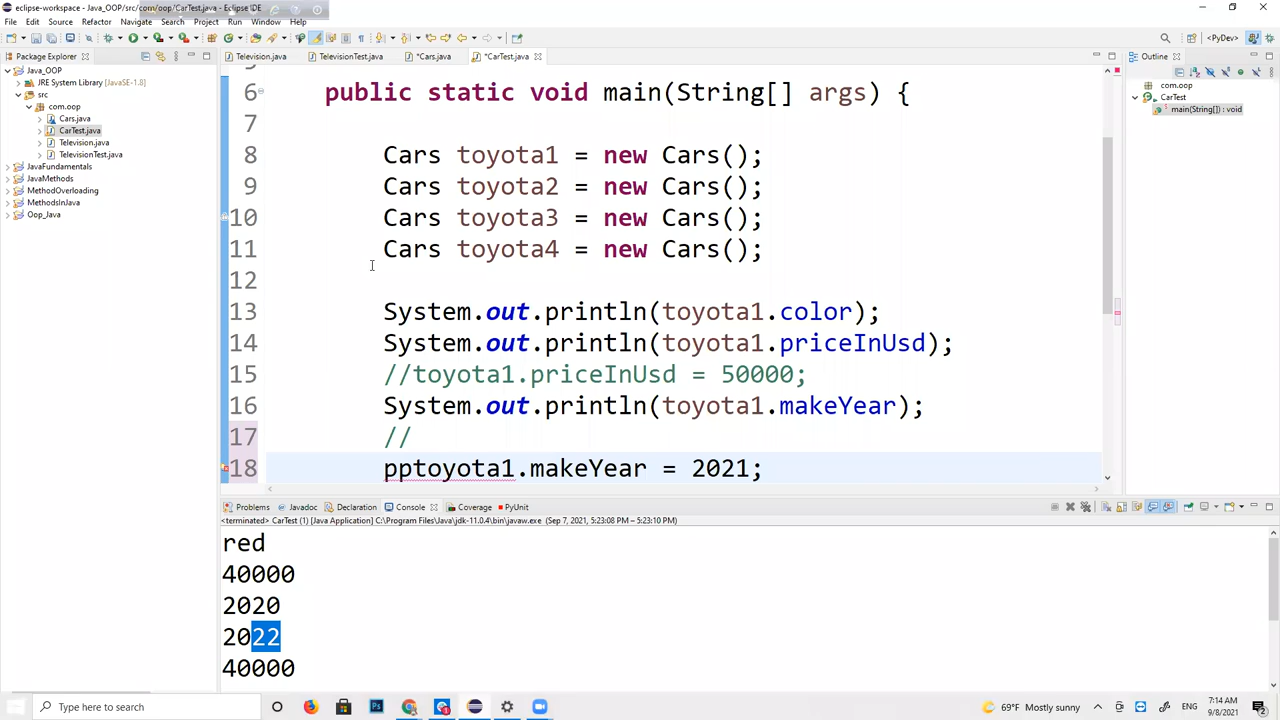 eclipse-workspace - Java_OOP/src/com/oop/CarTest.java - Eclipse IDE
File Edit Source Refactor Navigate Search Project Run Window Help
<PyDev>
Package Explorer
Television.java TelevisionTest.java *Cars.java *CarTest.java
Outline
Java_OOP
JRE System Library [JavaSE-1.8]
src
com.oop
Cars.java
CarTest.java
Television.java
TelevisionTest.java
JavaFundamentals
JavaMethods
MethodOverloading
MethodsInJava
Oop_Java
6 public static void main(String[] args) {
7
8 Cars toyota1 = new Cars();
9 Cars toyota2 = new Cars();
10 Cars toyota3 = new Cars();
11 Cars toyota4 = new Cars();
12
13 System.out.println(toyota1.color);
14 System.out.println(toyota1.priceInUsd);
15 //toyota1.priceInUsd = 50000;
16 System.out.println(toyota1.makeYear);
17 //
18 pptoyota1.makeYear = 2021;
com.oop
CarTest
main(String[]) : void
Problems Javadoc Declaration Console Coverage PyUnit
<terminated> CarTest (1) [Java Application] C:\Program Files\Java\jdk-11.0.4\bin\javaw.exe (Sep 7, 2021, 5:23:08 PM – 5:23:10 PM)
red
40000
2020
2022
40000
Type here to search
69°F Mostly sunny
ENG
7:14 AM
9/8/2021